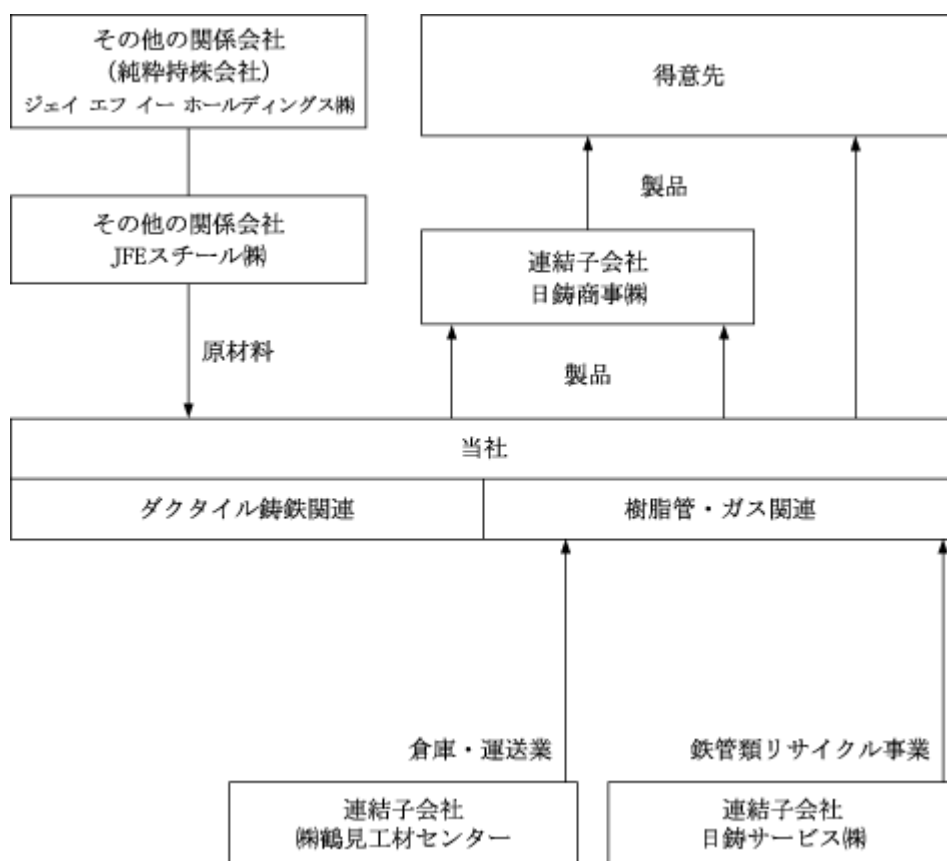 その他の関係会社
(純粋持株会社)
ジェイ エフ イー ホールディングス㈱
得意先
その他の関係会社
JFEスチール㈱
製品
連結子会社
日鋳商事㈱
原材料
製品
当社
ダクタイル鋳鉄関連
樹脂管・ガス関連
倉庫・運送業
鉄管類リサイクル事業
連結子会社
㈱鶴見工材センター
連結子会社
日鋳サービス㈱